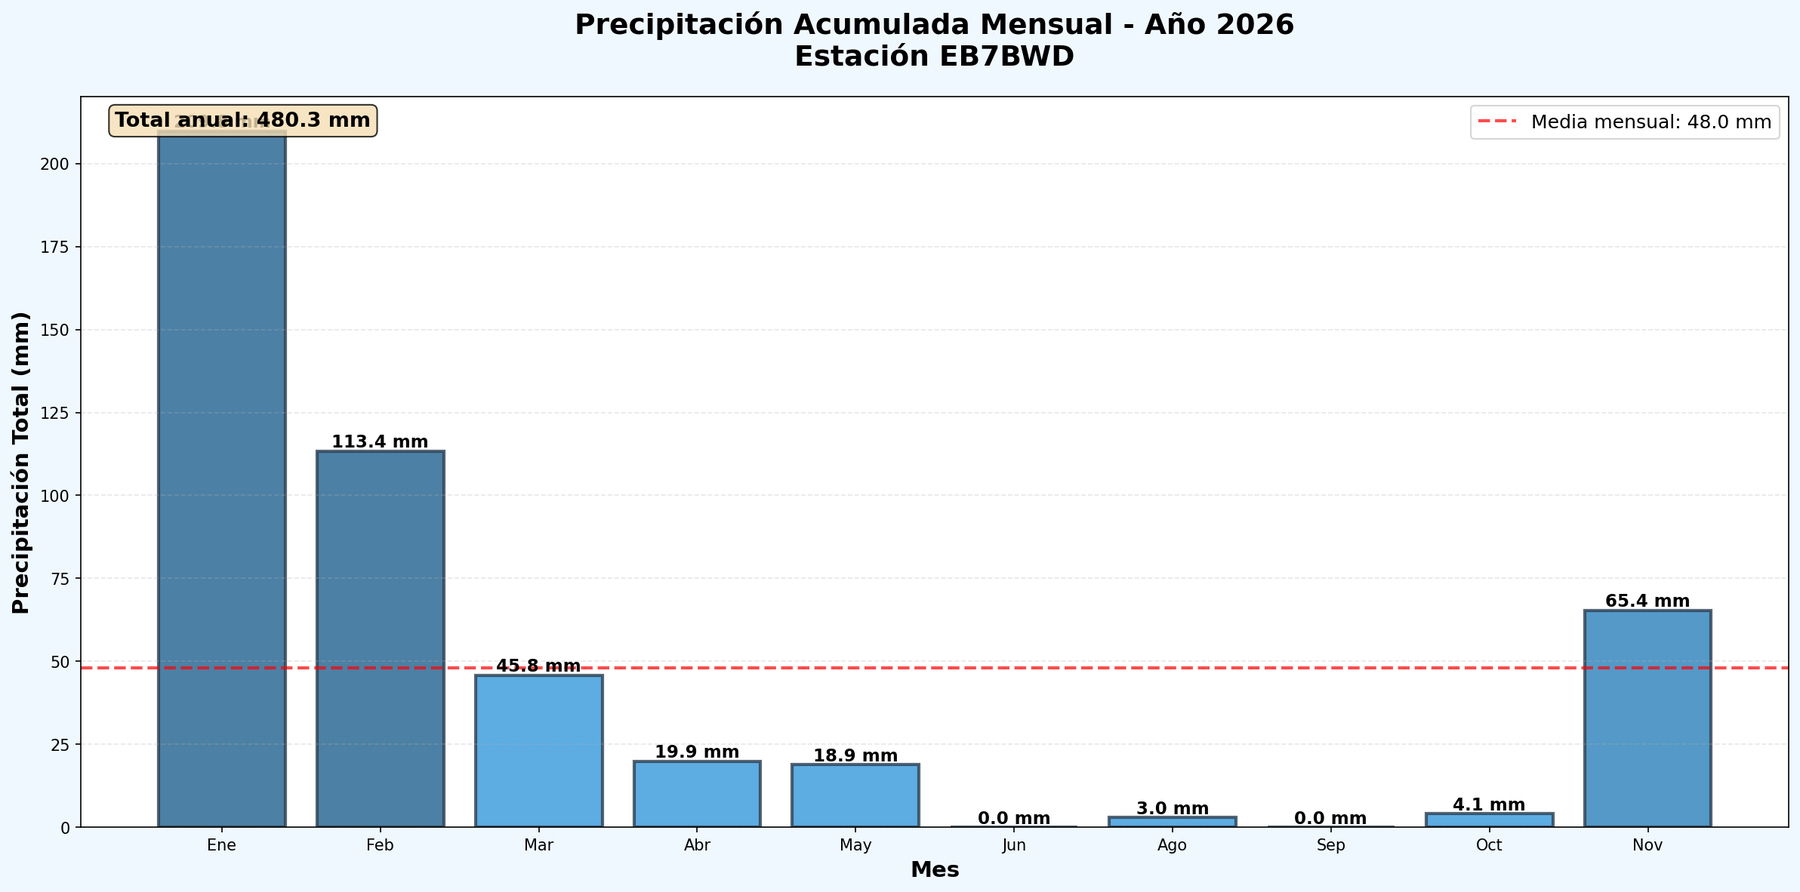 Precipitación Acumulada Mensual - Año 2026
Estación EB7BWD
Total anual: 480.3 mm
Media mensual: 48.0 mm
Precipitación Total (mm)
200
175
150
125
100
75
50
25
0
113.4 mm
45.8 mm
19.9 mm
18.9 mm
0.0 mm
3.0 mm
0.0 mm
4.1 mm
65.4 mm
Ene
Feb
Mar
Abr
May
Jun
Ago
Sep
Oct
Nov
Mes